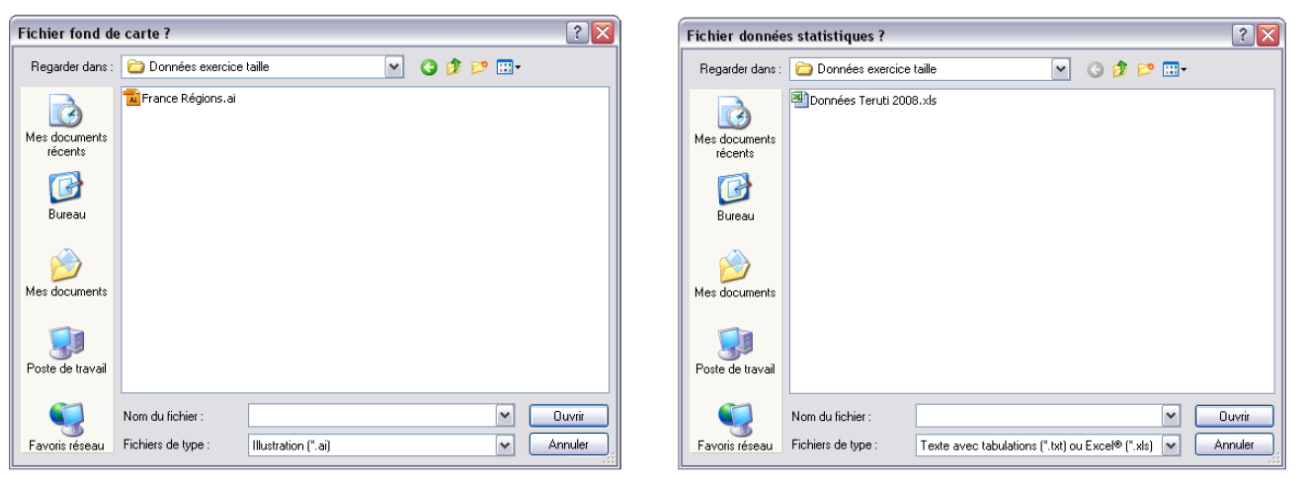 Fichier fond de carte ?
Regarder dans :
Données exercice taille
France Régions.ai
Mes documents
récents
Bureau
Mes documents
Poste de travail
Favoris réseau
Nom du fichier :
Ouvrir
Fichiers de type :
Illustration (*.ai)
Annuler
Fichier données statistiques ?
Regarder dans :
Données exercice taille
Données Teruti 2008.xls
Mes documents
récents
Bureau
Mes documents
Poste de travail
Favoris réseau
Nom du fichier :
Ouvrir
Fichiers de type :
Texte avec tabulations (*.txt) ou Excel® (*.xls)
Annuler